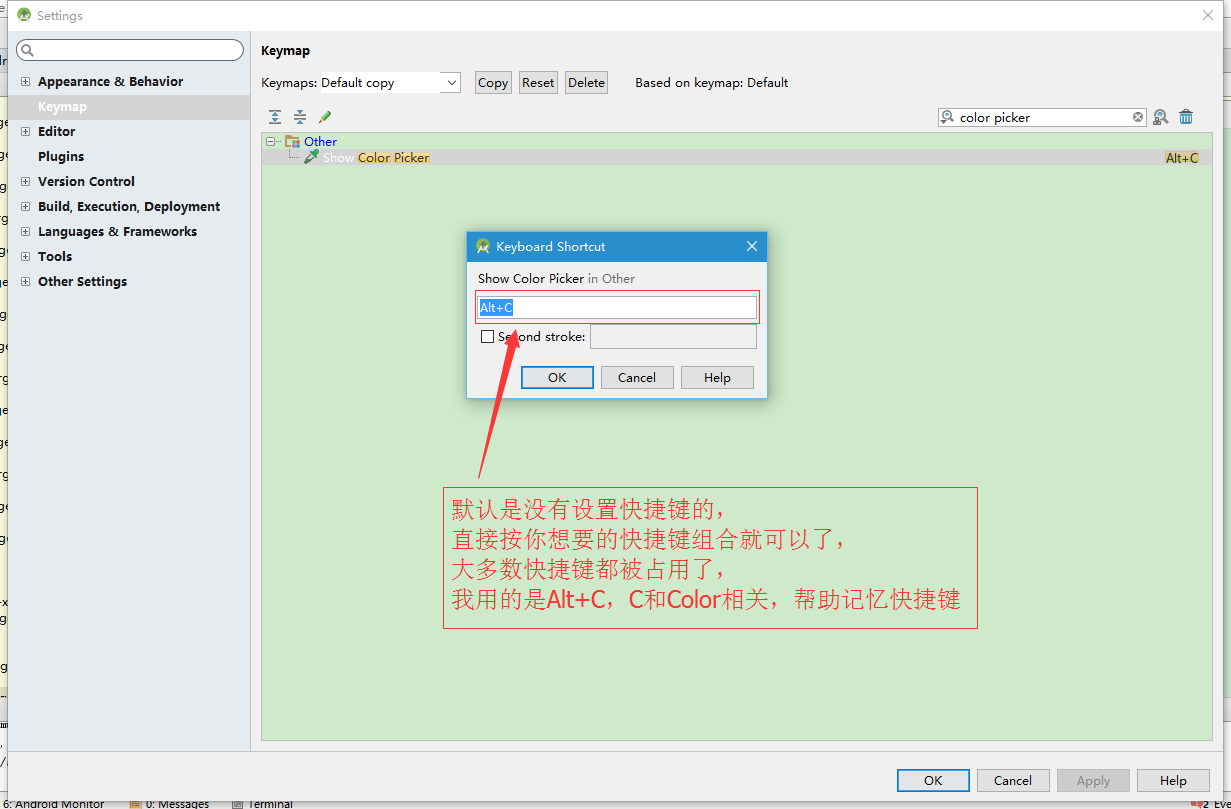 Settings
Appearance & Behavior
Keymap
Editor
Plugins
Version Control
Build, Execution, Deployment
Languages & Frameworks
Tools
Other Settings
Keymap
Keymaps: Default copy
Copy
Reset
Delete
Based on keymap: Default
color picker
Other
Show Color Picker
Alt+C
Keyboard Shortcut
Show Color Picker in Other
Alt+C
Second stroke:
OK
Cancel
Help
默认是没有设置快捷键的，
直接按你想要的快捷键组合就可以了，
大多数快捷键都被占用了，
我用的是Alt+C，C和Color相关，帮助记忆快捷键
OK
Cancel
Apply
Help
6: Android Monitor
0: Messages
Terminal